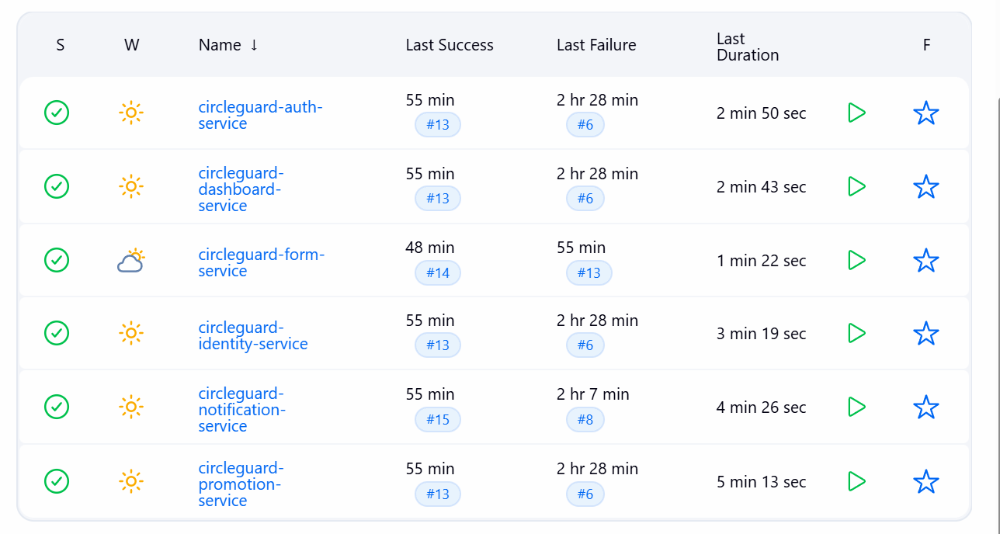 S W Name ↓ Last Success Last Failure Last Duration F
circleguard-auth-service 55 min #13 2 hr 28 min #6 2 min 50 sec
circleguard-dashboard-service 55 min #13 2 hr 28 min #6 2 min 43 sec
circleguard-form-service 48 min #14 55 min #13 1 min 22 sec
circleguard-identity-service 55 min #13 2 hr 28 min #6 3 min 19 sec
circleguard-notification-service 55 min #15 2 hr 7 min #8 4 min 26 sec
circleguard-promotion-service 55 min #13 2 hr 28 min #6 5 min 13 sec